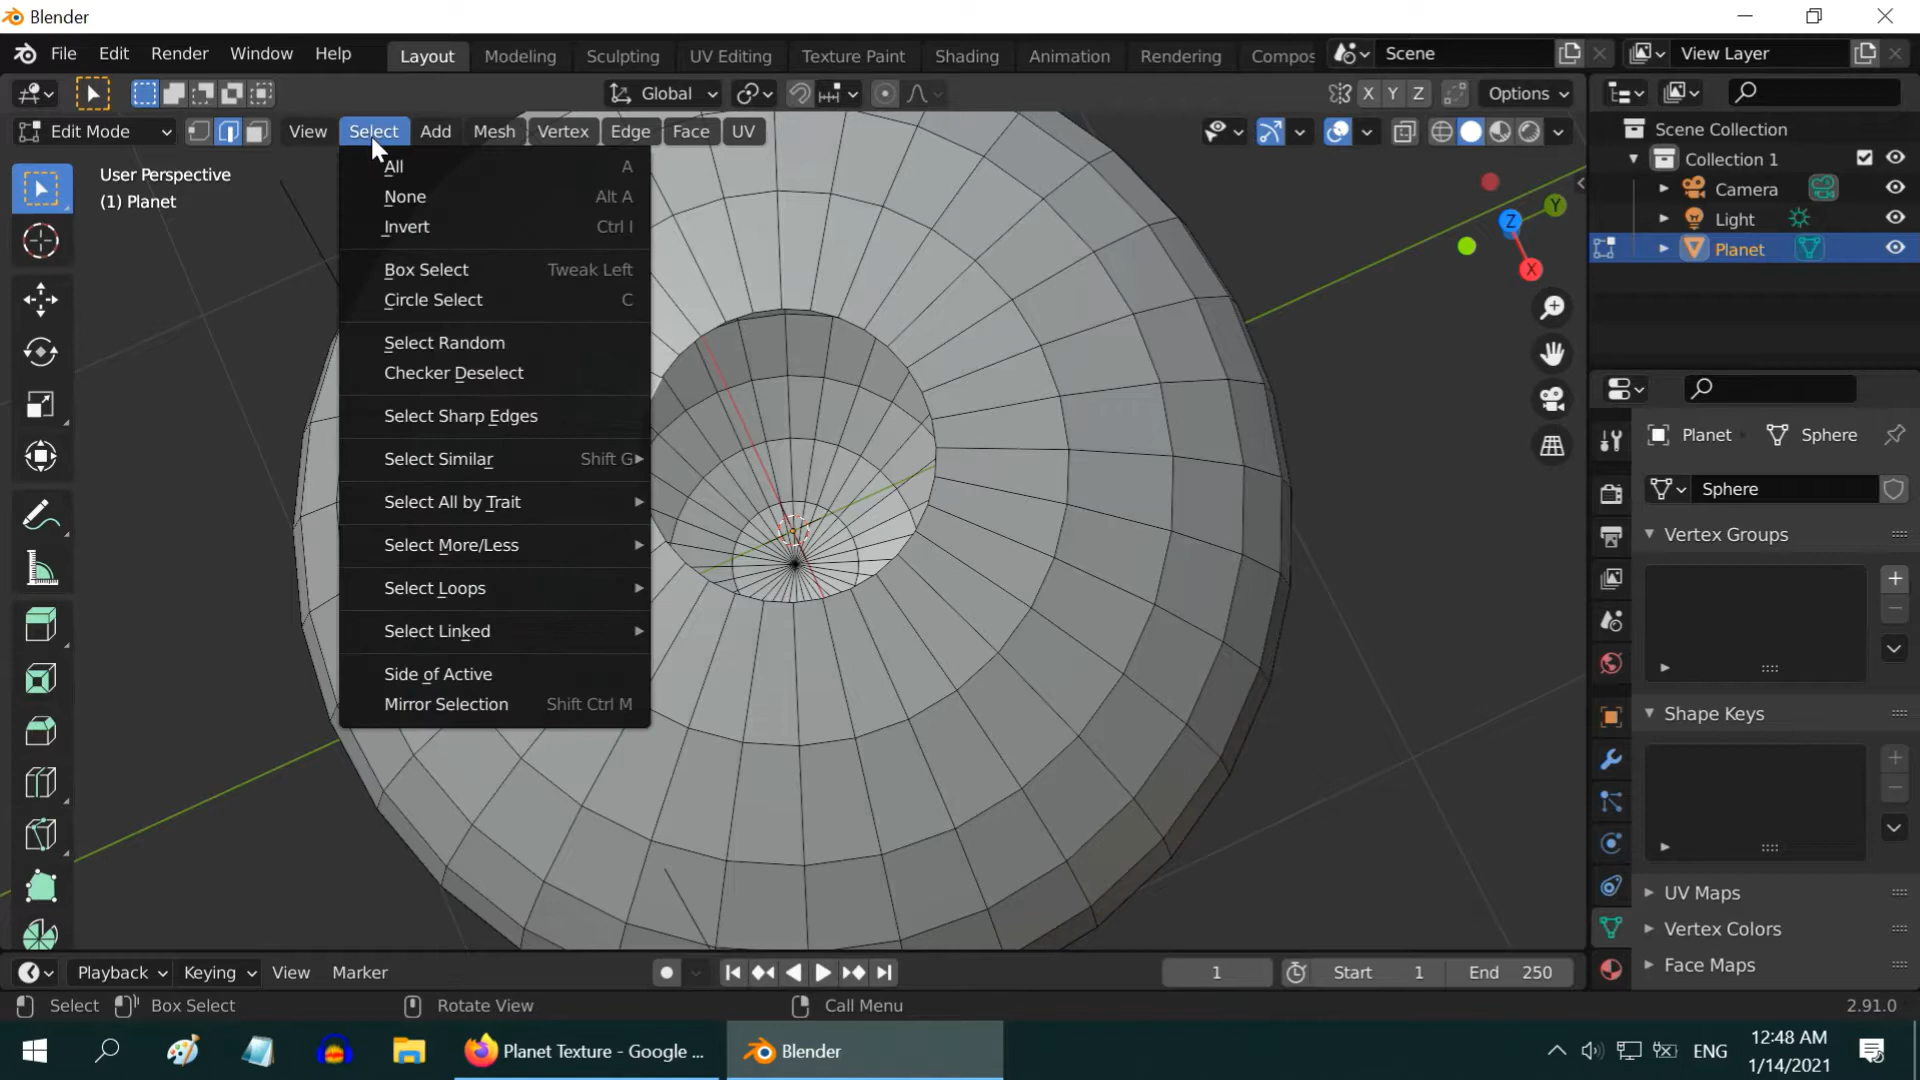 Blender
File Edit Render Window Help Layout Modeling Sculpting UV Editing Texture Paint Shading Animation Rendering Compos Scene View Layer
Global X Y Z Options
Edit Mode View Select Add Mesh Vertex Edge Face UV
User Perspective
(1) Planet
All A
None Alt A
Invert Ctrl I
Box Select Tweak Left
Circle Select C
Select Random
Checker Deselect
Select Sharp Edges
Select Similar Shift G
Select All by Trait
Select More/Less
Select Loops
Select Linked
Side of Active
Mirror Selection Shift Ctrl M
Y
Z
X
Scene Collection
Collection 1
Camera
Light
Planet
Planet Sphere
Sphere
Vertex Groups
Shape Keys
UV Maps
Vertex Colors
Face Maps
Playback Keying View Marker 1 Start 1 End 250
Select Box Select Rotate View Call Menu 2.91.0
Planet Texture - Google ... Blender ENG 12:48 AM
1/14/2021